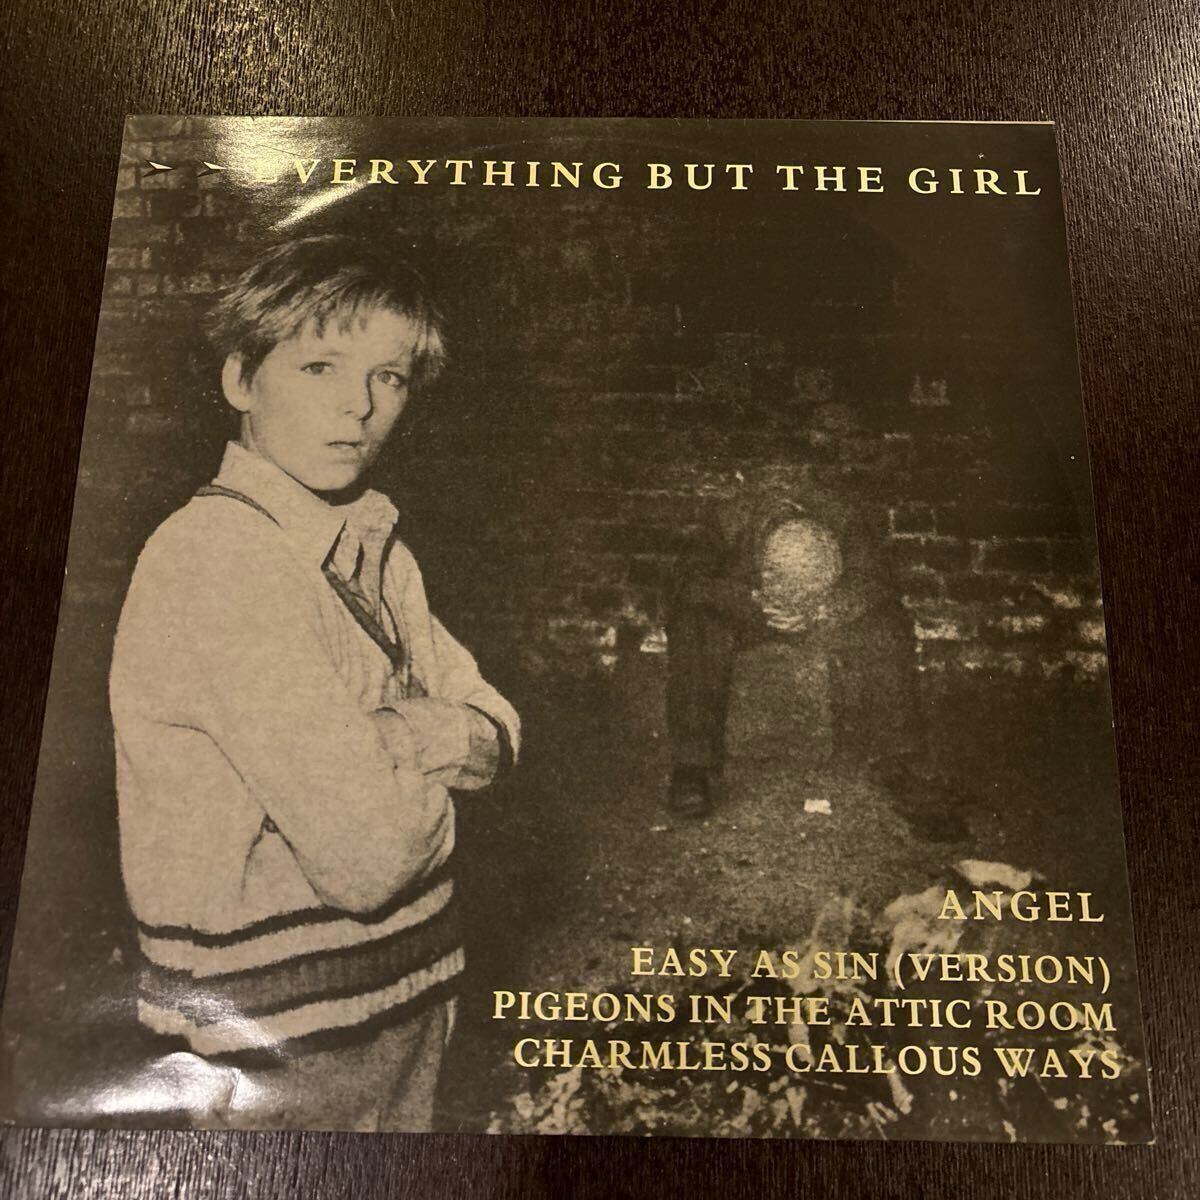 EVERYTHING BUT THE GIRL
ANGEL
EASY AS SIN (VERSION)
PIGEONS IN THE ATTIC ROOM
CHARMLESS CALLOUS WAYS